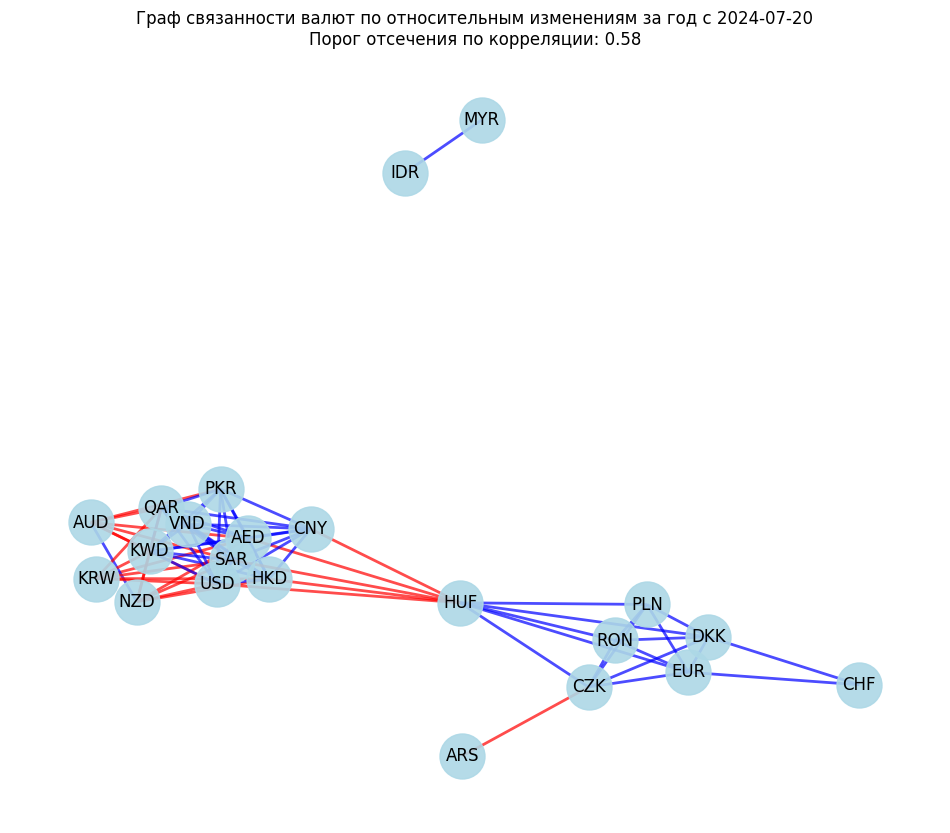 Граф связанности валют по относительным изменениям за год с 2024-07-20
Порог отсечения по корреляции: 0.58
MYR
IDR
PKR
QAR
AUD
VND
CNY
AED
KWD
SAR
KRW
USD
HKD
NZD
HUF
PLN
RON
DKK
EUR
CZK
CHF
ARS